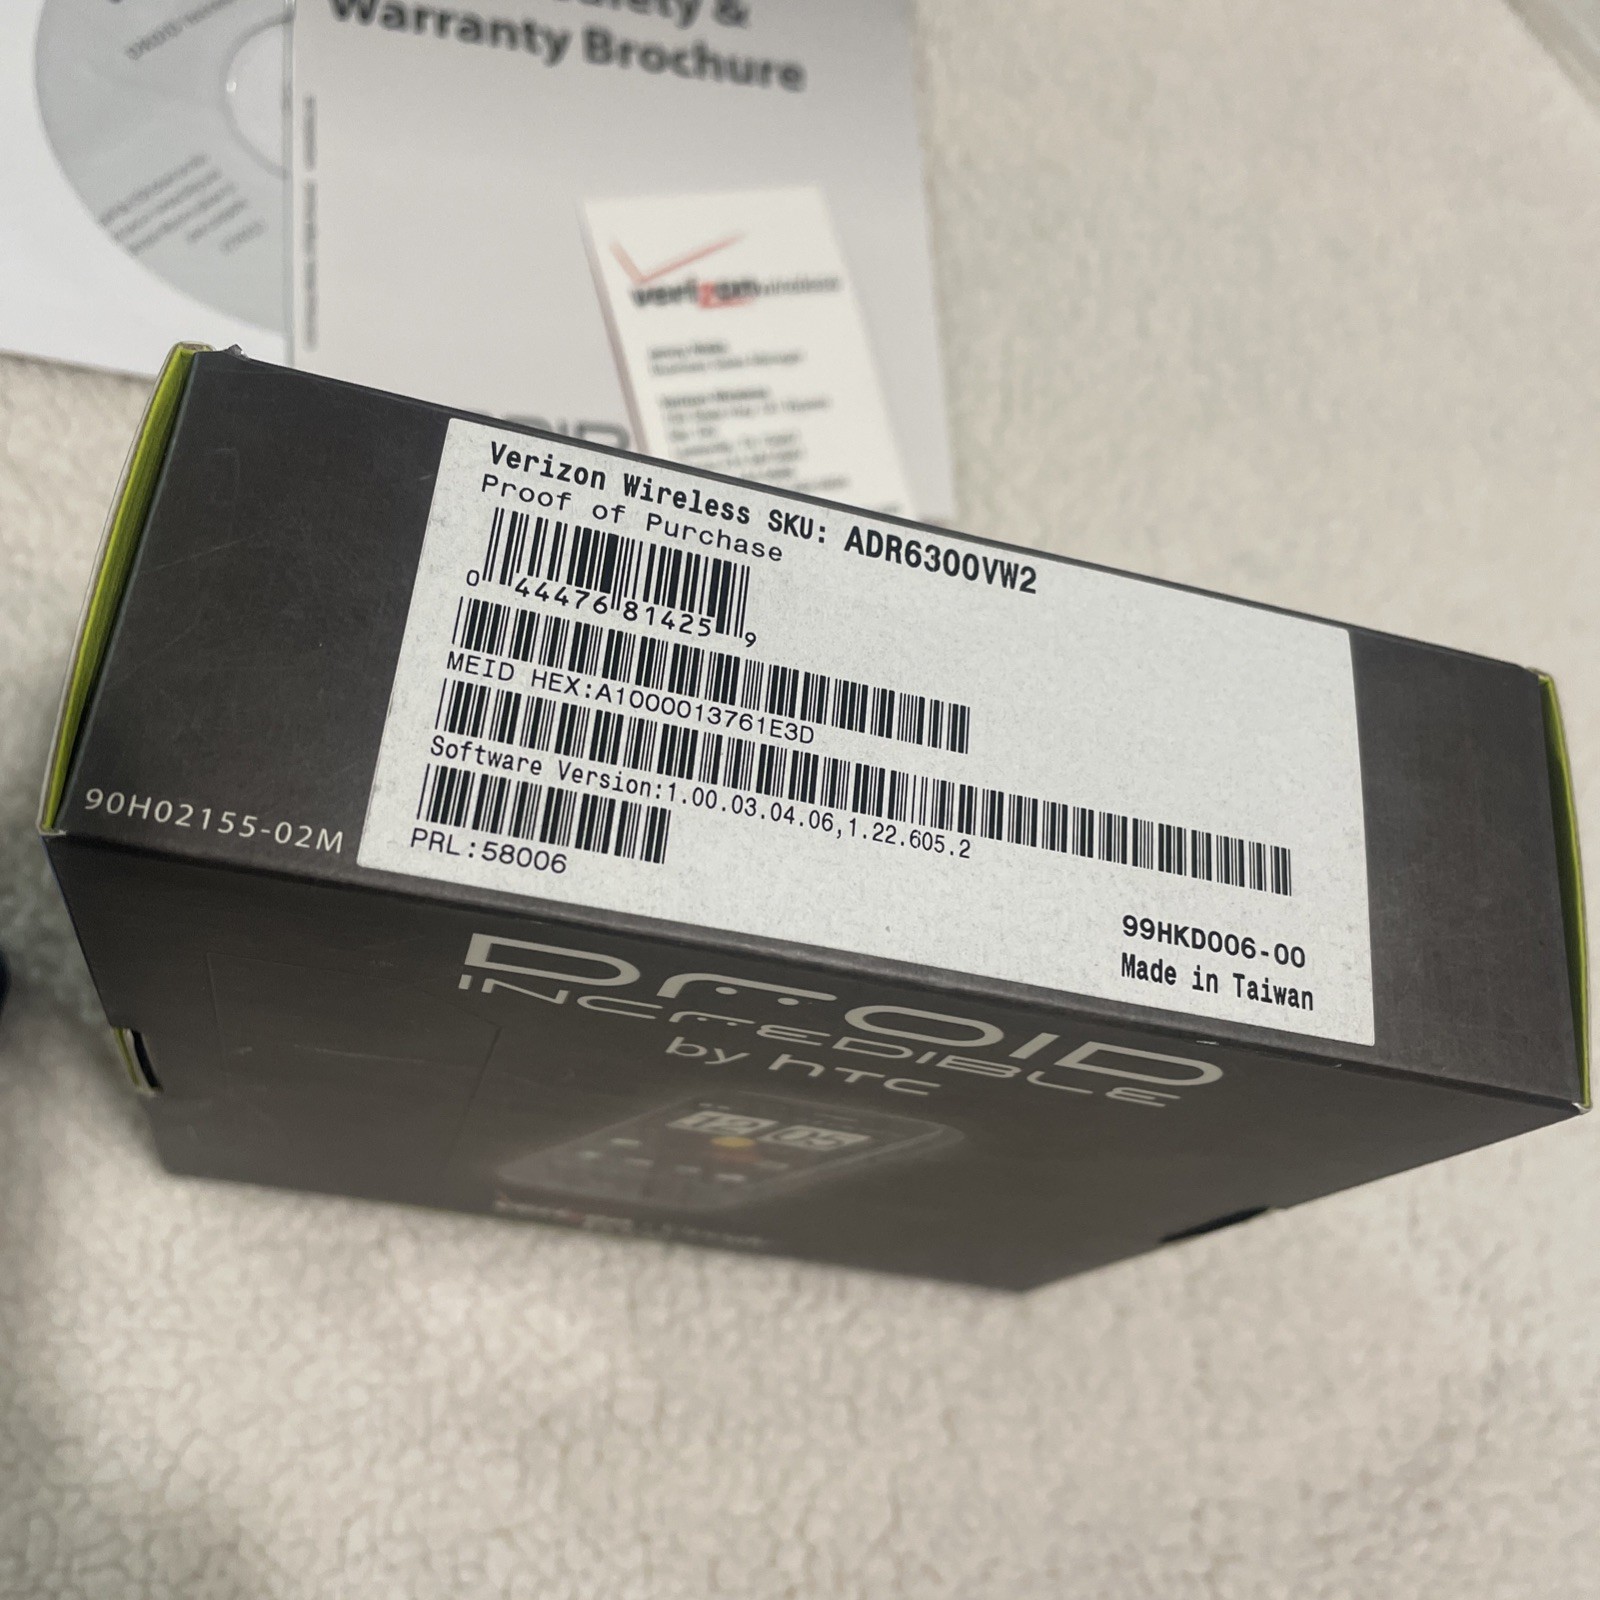 Warranty Brochure
verizonwireless
Verizon Wireless SKU: ADR6300VW2
Proof of Purchase
0 44476 81425 9
MEID HEX:A1000013761E3D
Software Version:1.00.03.04.06,1.22.605.2
PRL:58006
99HKD006-00
Made in Taiwan
90H02155-02M
DROID
INCREDIBLE
by hTC